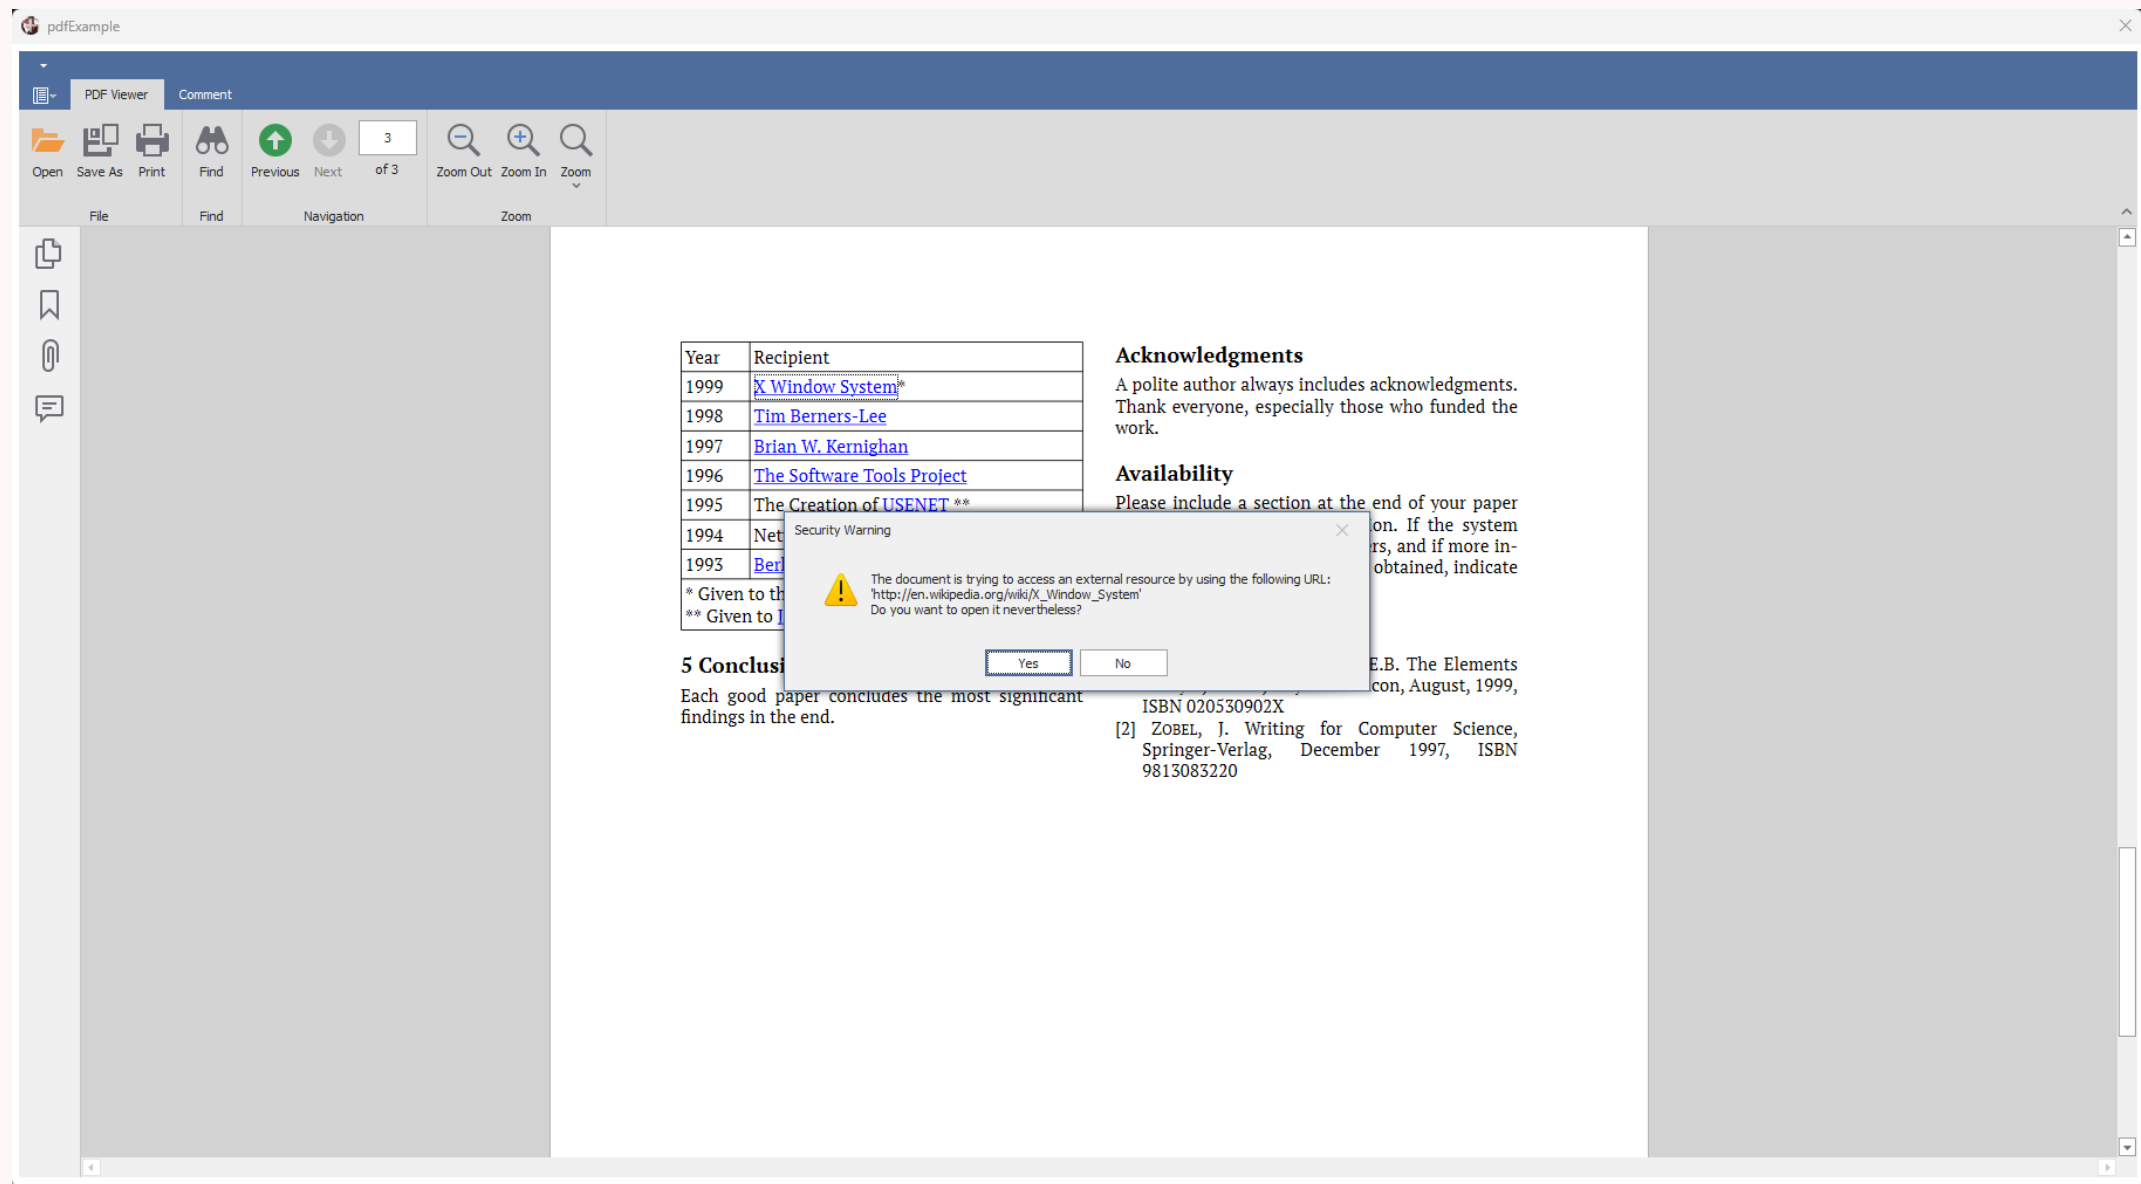 pdfExample
PDF Viewer
Comment
Open
Save As
Print
Find
Previous
Next
3
of 3
Zoom Out
Zoom In
Zoom
File
Find
Navigation
Zoom
Year Recipient
1999 X Window System*
1998 Tim Berners-Lee
1997 Brian W. Kernighan
1996 The Software Tools Project
1995 The Creation of USENET **
1994 Net
1993 Ber
* Given to th
** Given to J
5 Conclusi
Each good paper concludes the most significant
findings in the end.
Acknowledgments
A polite author always includes acknowledgments.
Thank everyone, especially those who funded the
work.
Availability
Please include a section at the end of your paper
on. If the system
rs, and if more in-
obtained, indicate
E.B. The Elements
con, August, 1999,
ISBN 020530902X
[2] ZOBEL, J. Writing for Computer Science,
Springer-Verlag, December 1997, ISBN
9813083220
Security Warning
The document is trying to access an external resource by using the following URL:
'http://en.wikipedia.org/wiki/X_Window_System'
Do you want to open it nevertheless?
Yes
No